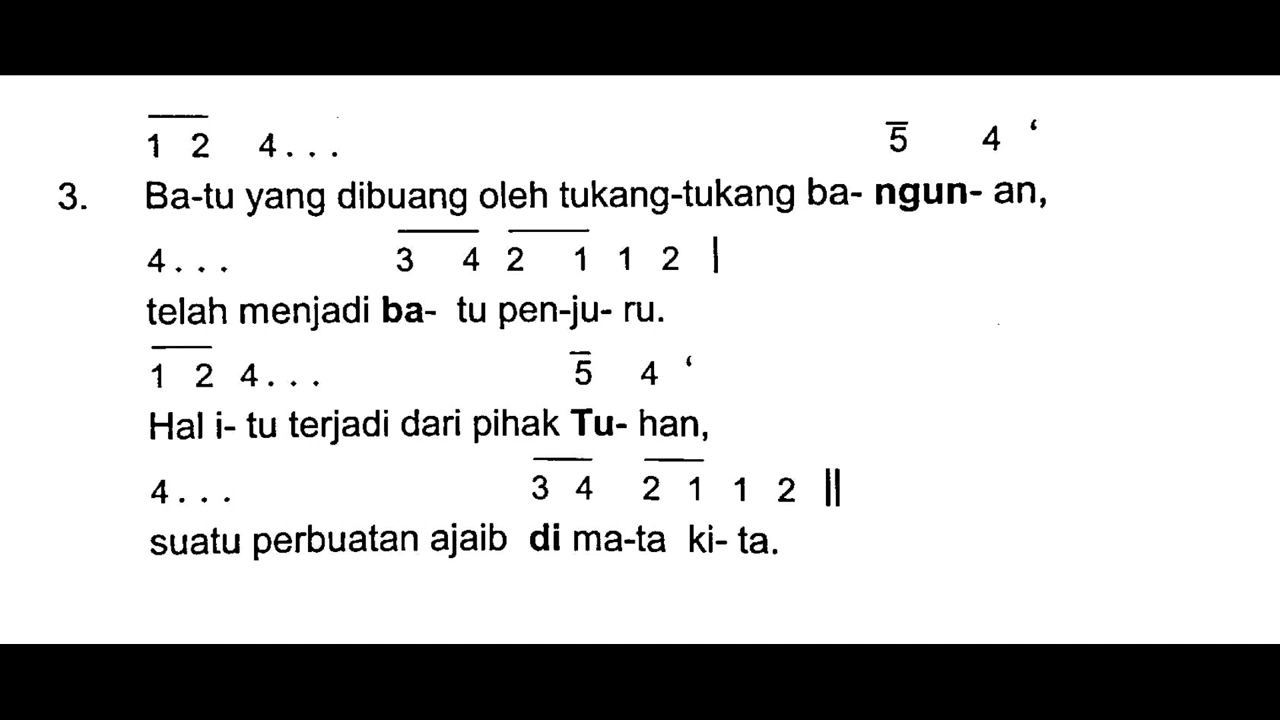 1 2 4... 5 4 ‘
3. Ba-tu yang dibuang oleh tukang-tukang ba- ngun- an,
4... 3 4 2 1 1 2 |
telah menjadi ba- tu pen-ju- ru.
1 2 4... 5 4 ‘
Hal i- tu terjadi dari pihak Tu- han,
4... 3 4 2 1 1 2 ||
suatu perbuatan ajaib di ma-ta ki- ta.